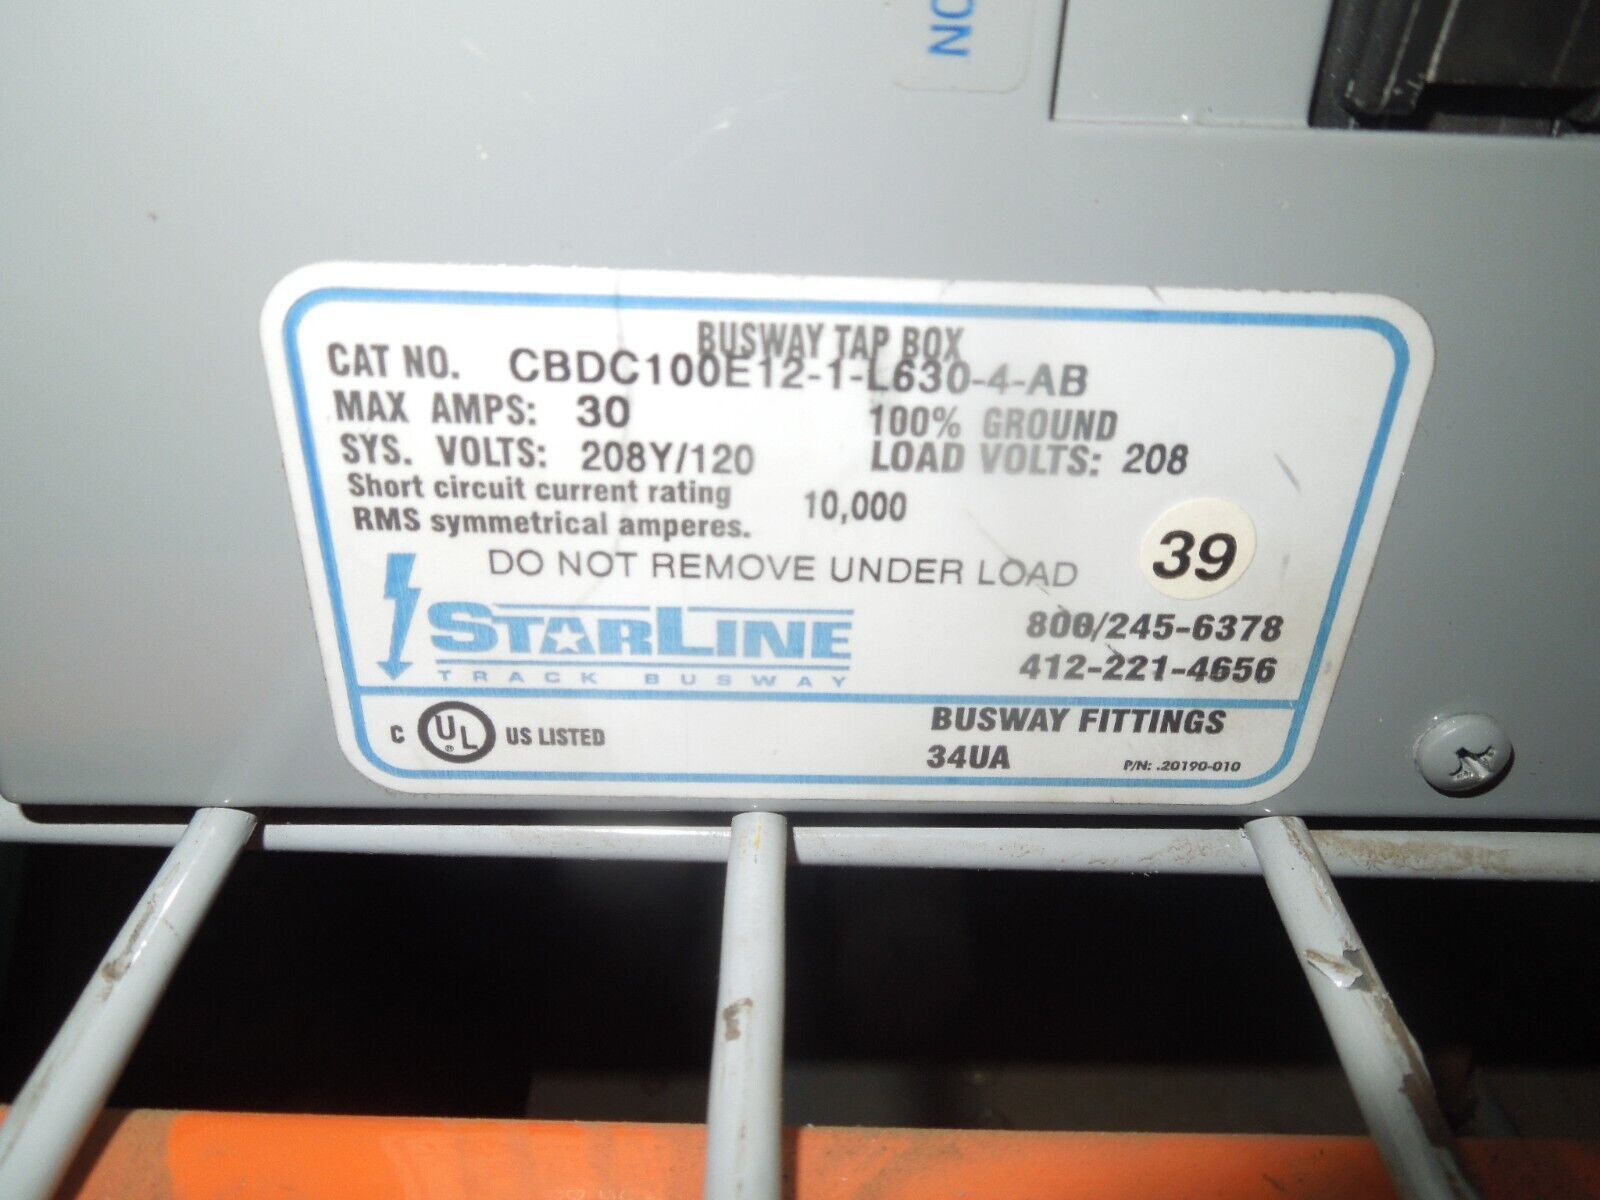 NO
BUSWAY TAP BOX
CAT NO. CBDC100E12-1-L630-4-AB
MAX AMPS: 30 100% GROUND
SYS. VOLTS: 208Y/120 LOAD VOLTS: 208
Short circuit current rating 10,000
RMS symmetrical amperes.
DO NOT REMOVE UNDER LOAD 39
STARLINE 800/245-6378
TRACK BUSWAY 412-221-4656
C UL ® US LISTED BUSWAY FITTINGS
34UA P/N: .20190-010